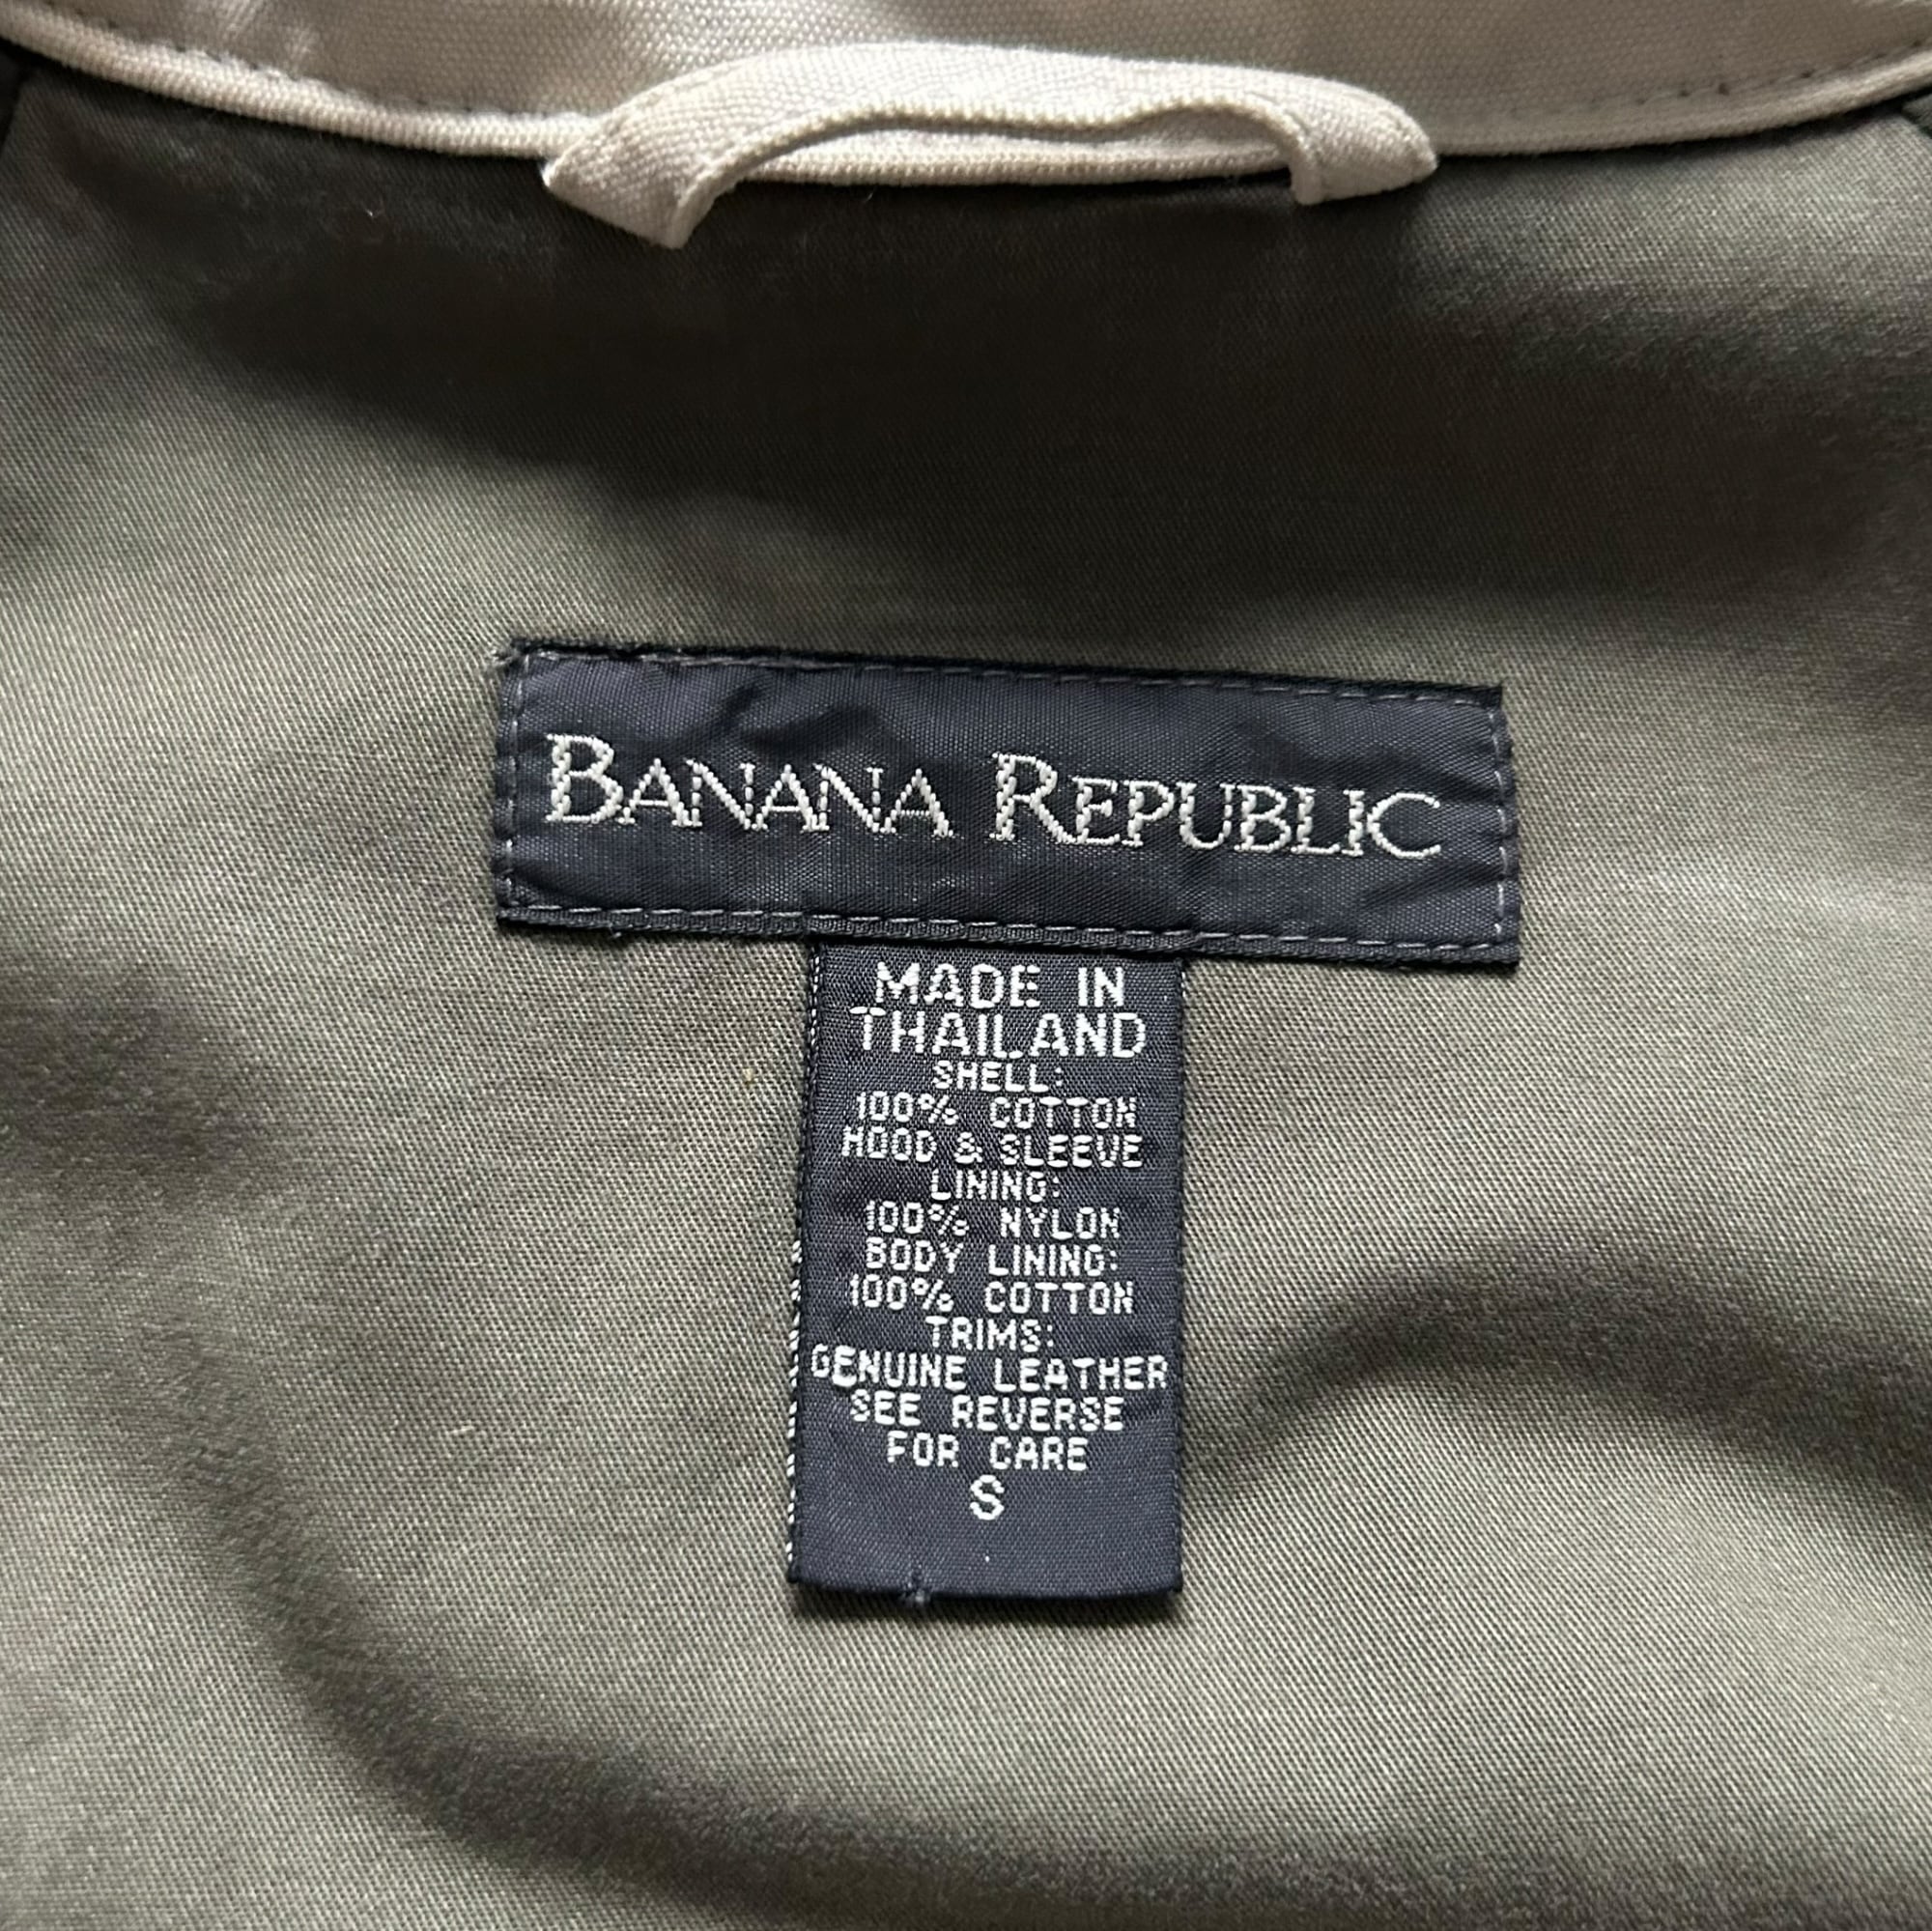 BANANA REPUBLIC
MADE IN
THAILAND
SHELL:
100% COTTON
HOOD & SLEEVE
LINING:
100% NYLON
BODY LINING:
100% COTTON
TRIMS:
GENUINE LEATHER
SEE REVERSE
FOR CARE
S